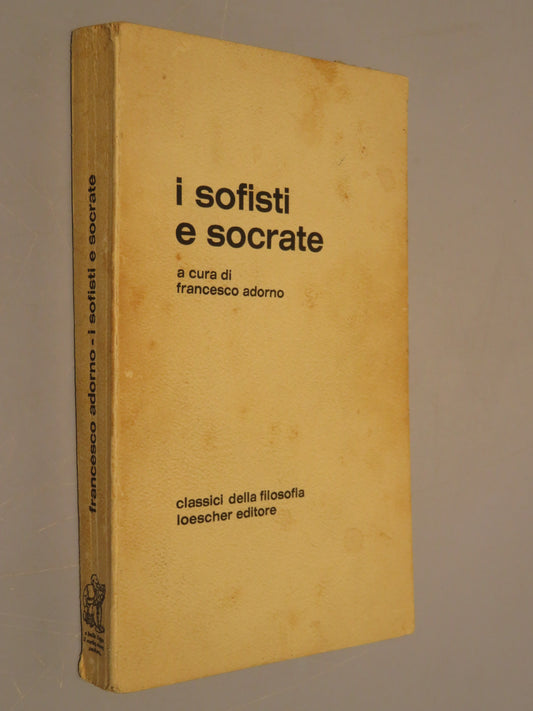 i sofisti
e socrate
a cura di
francesco adorno
classici della filosofia
loescher editore
francesco adorno - i sofisti e socrate